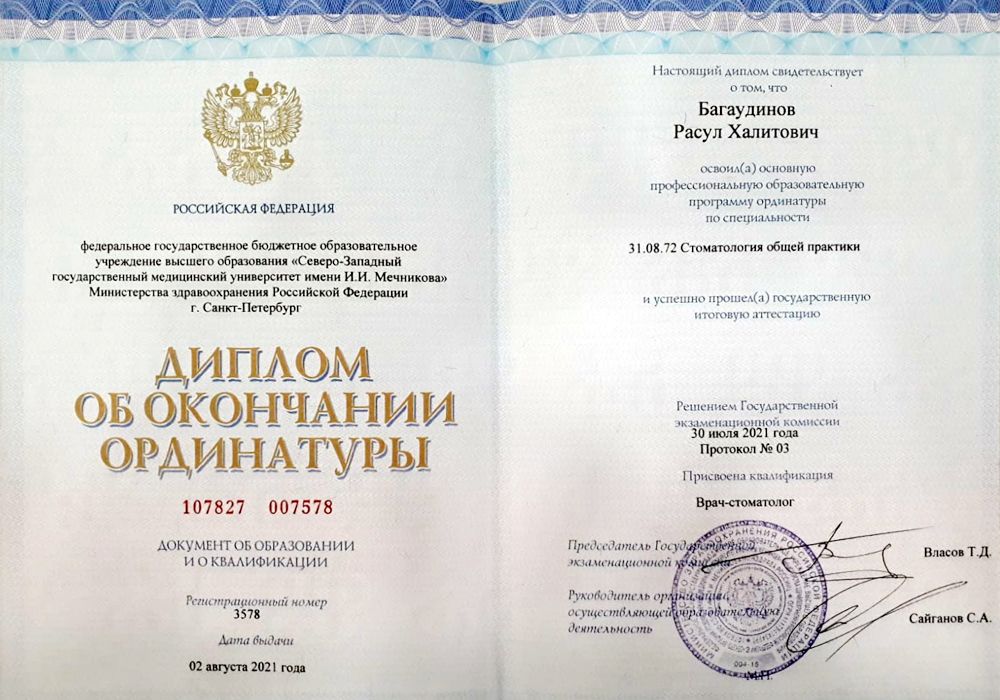 РОССИЙСКАЯ ФЕДЕРАЦИЯ
федеральное государственное бюджетное образовательное
учреждение высшего образования «Северо-Западный
государственный медицинский университет имени И.И. Мечникова»
Министерства здравоохранения Российской Федерации
г. Санкт-Петербург
ДИПЛОМ
ОБ ОКОНЧАНИИ
ОРДИНАТУРЫ
107827 007578
ДОКУМЕНТ ОБ ОБРАЗОВАНИИ
И О КВАЛИФИКАЦИИ
Регистрационный номер
3578
Дата выдачи
02 августа 2021 года
Настоящий диплом свидетельствует
о том, что
Багаудинов
Расул Халитович
освоил(а) основную
профессиональную образовательную
программу ординатуры
по специальности
31.08.72 Стоматология общей практики
и успешно прошел(а) государственную
итоговую аттестацию
Решением Государственной
экзаменационной комиссии
30 июля 2021 года
Протокол № 03
Присвоена квалификация
Врач-стоматолог
Председатель Государственной
экзаменационной комиссии
Власов Т.Д.
Руководитель организации,
осуществляющей образовательную
деятельность
Сайганов С.А.
М.П.